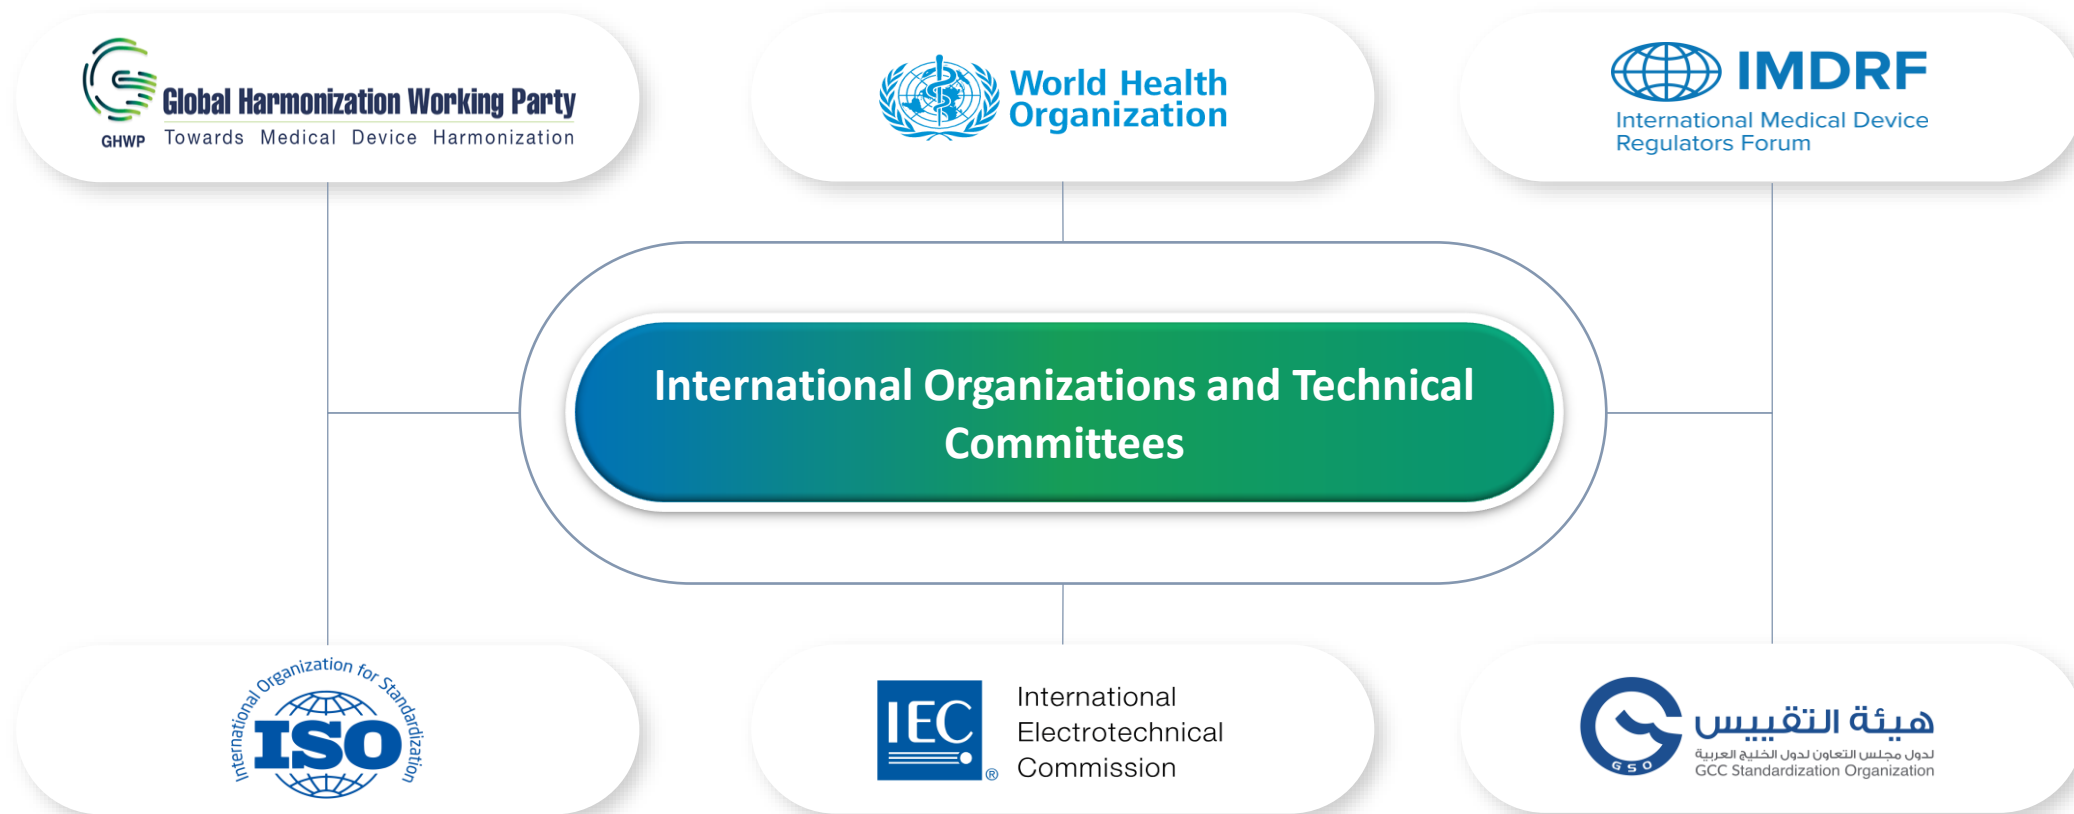 GHWP
Global Harmonization Working Party
Towards Medical Device Harmonization
World Health
Organization
IMDRF
International Medical Device
Regulators Forum
International Organizations and Technical
Committees
International Organization for Standardization
ISO
IEC
®
International
Electrotechnical
Commission
GSO
هيئة التقييس
لدول مجلس التعاون لدول الخليج العربية
GCC Standardization Organization